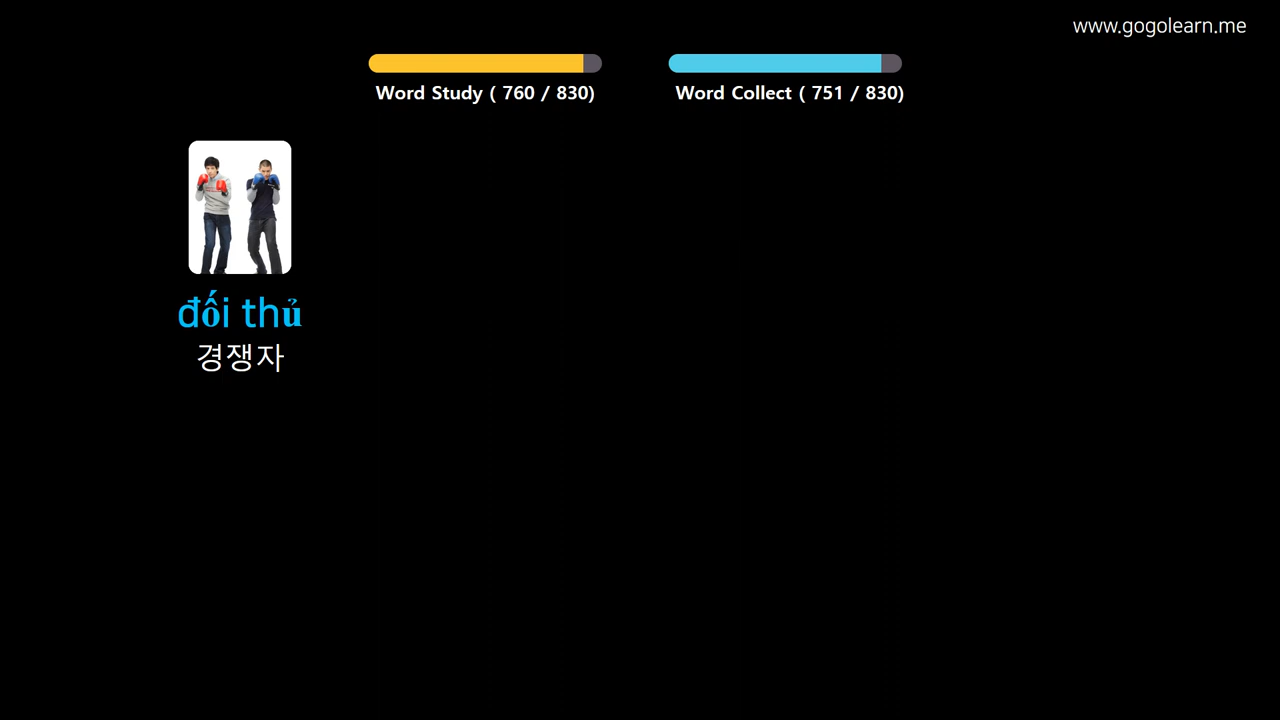 www.gogolearn.me
Word Study ( 760 / 830)
Word Collect ( 751 / 830)
đối thủ
경쟁자